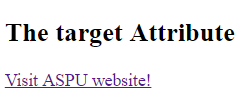 The target Attribute
Visit ASPU website!